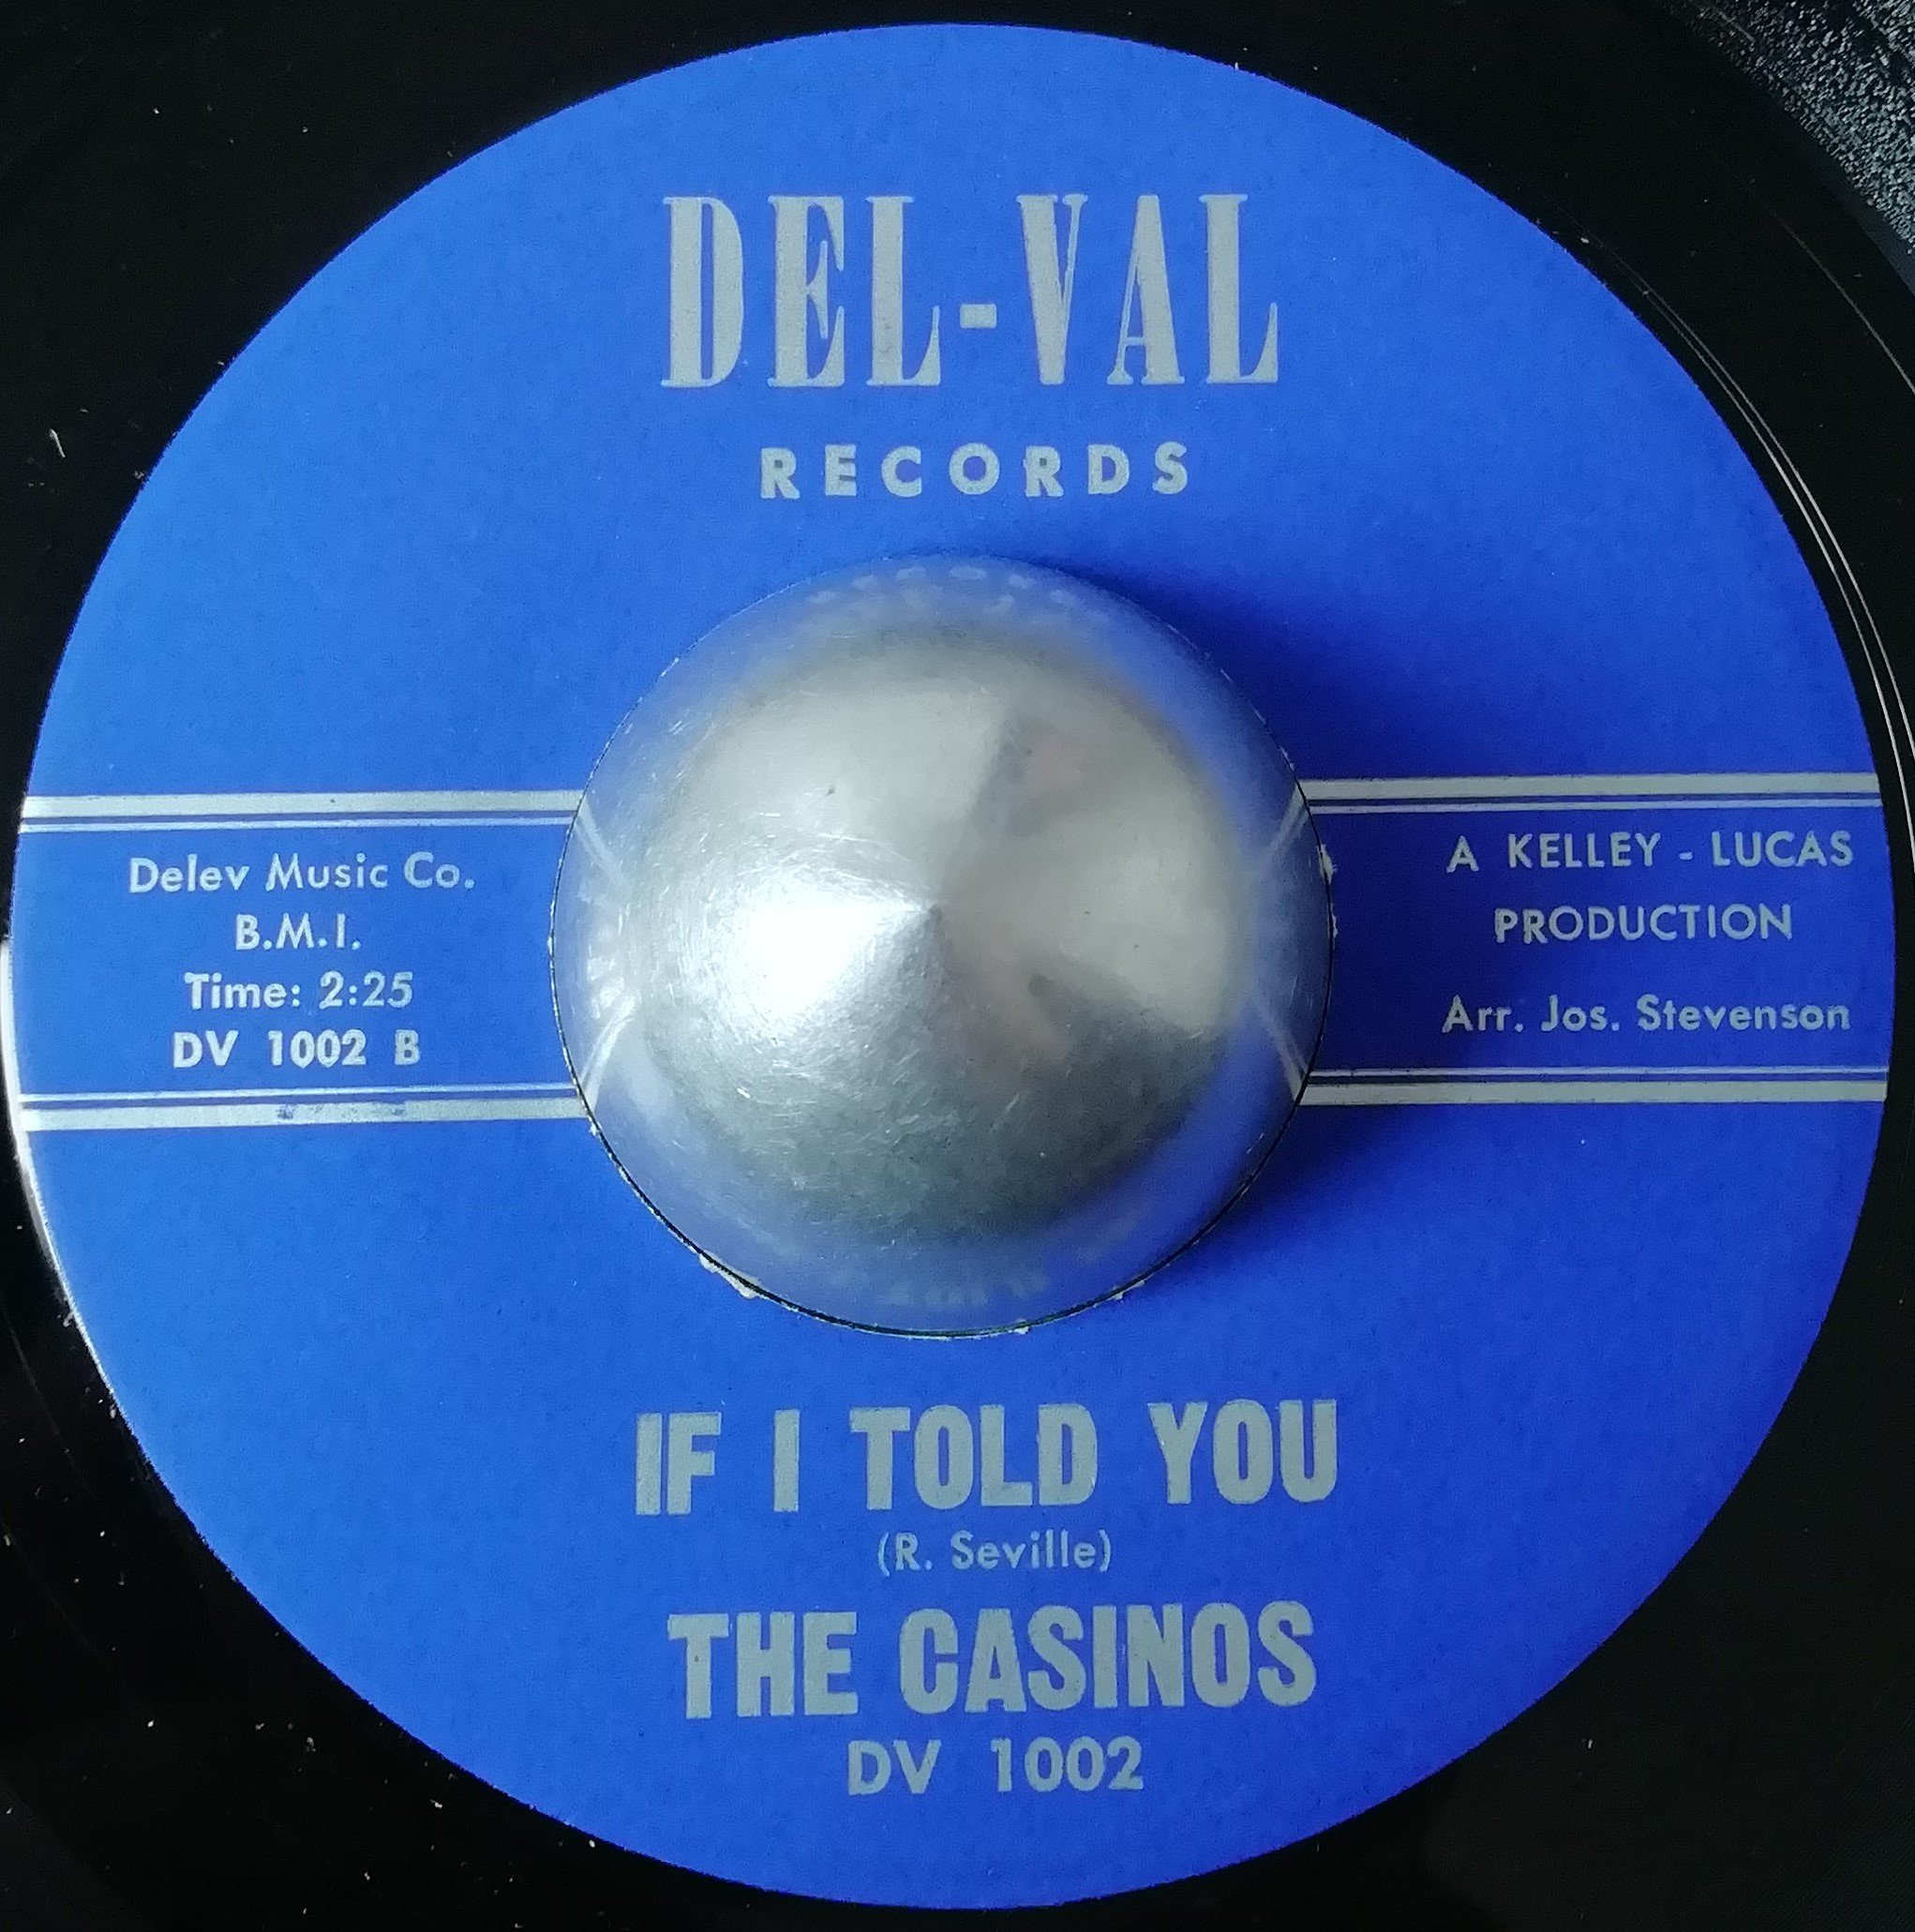 DEL-VAL
RECORDS
Delev Music Co.
B.M.I.
Time: 2:25
DV 1002 B
A KELLEY - LUCAS
PRODUCTION
Arr. Jos. Stevenson
IF I TOLD YOU
(R. Seville)
THE CASINOS
DV 1002